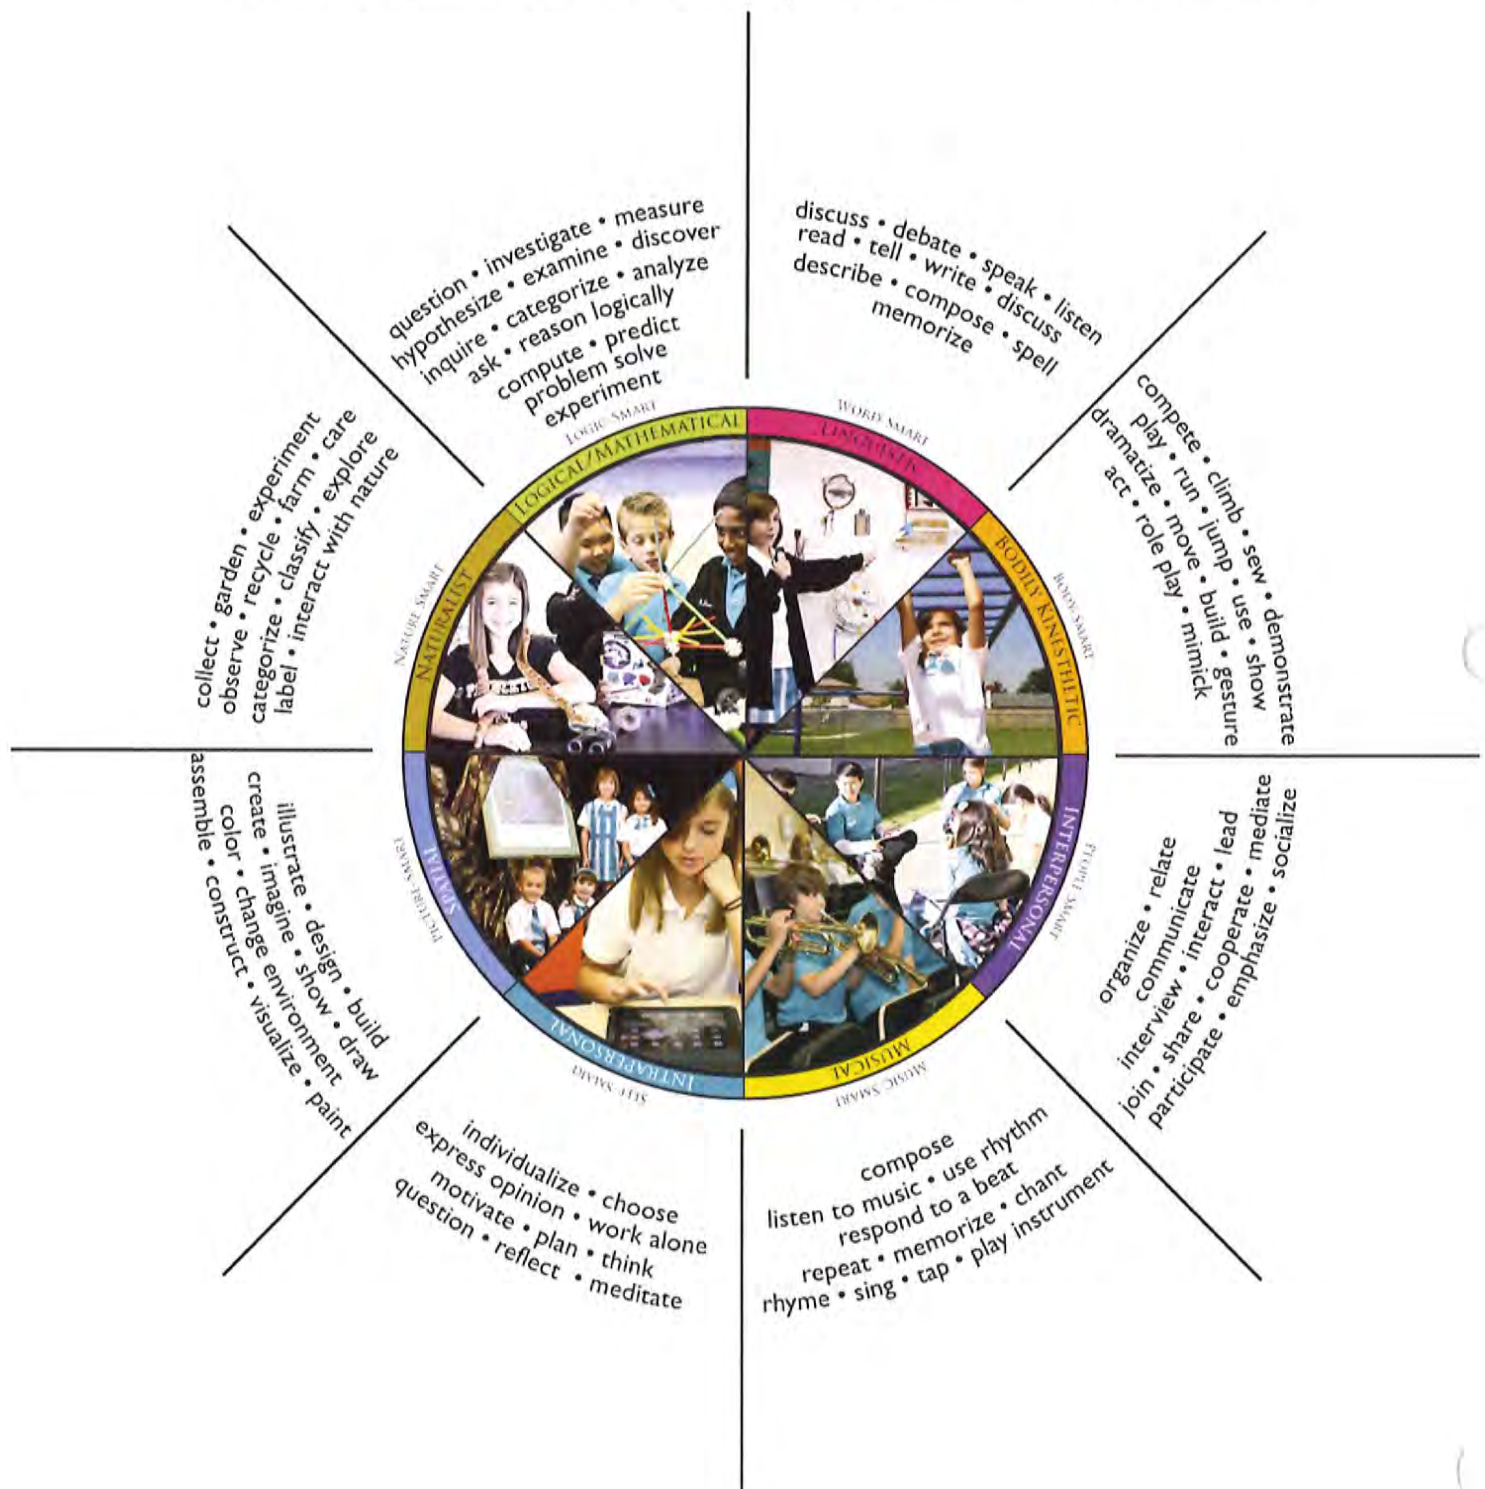 question • investigate • measure
hypothesize • examine • discover
inquire • categorize • analyze
ask • reason logically
compute • predict
problem solve
experiment
LOGIC SMART
LOGICAL/MATHEMATICAL
discuss • debate • speak • listen
read • tell • write • discuss
describe • compose • spell
memorize
WORD SMART
LINGUISTIC
compete • climb • sew • demonstrate
play • run • jump • use • show
dramatize • move • build • gesture
act • role play • mimick
BODY SMART
BODILY KINESTHETIC
organize • relate
communicate
interview • interact • lead
join • share • cooperate • mediate
participate • emphasize • socialize
PEOPLE SMART
INTERPERSONAL
MUSICAL
MUSIC SMART
compose
listen to music • use rhythm
respond to a beat
repeat • memorize • chant
rhyme • sing • tap • play instrument
INTRAPERSONAL
SELF SMART
individualize • choose
express opinion • work alone
motivate • plan • think
question • reflect • meditate
SPATIAL
PICTURE SMART
illustrate • design • build
create • imagine • show • draw
color • change environment
assemble • construct • visualize • paint
collect • garden • experiment
observe • recycle • farm • care
categorize • classify • explore
label • interact with nature
NATURE SMART
NATURALIST